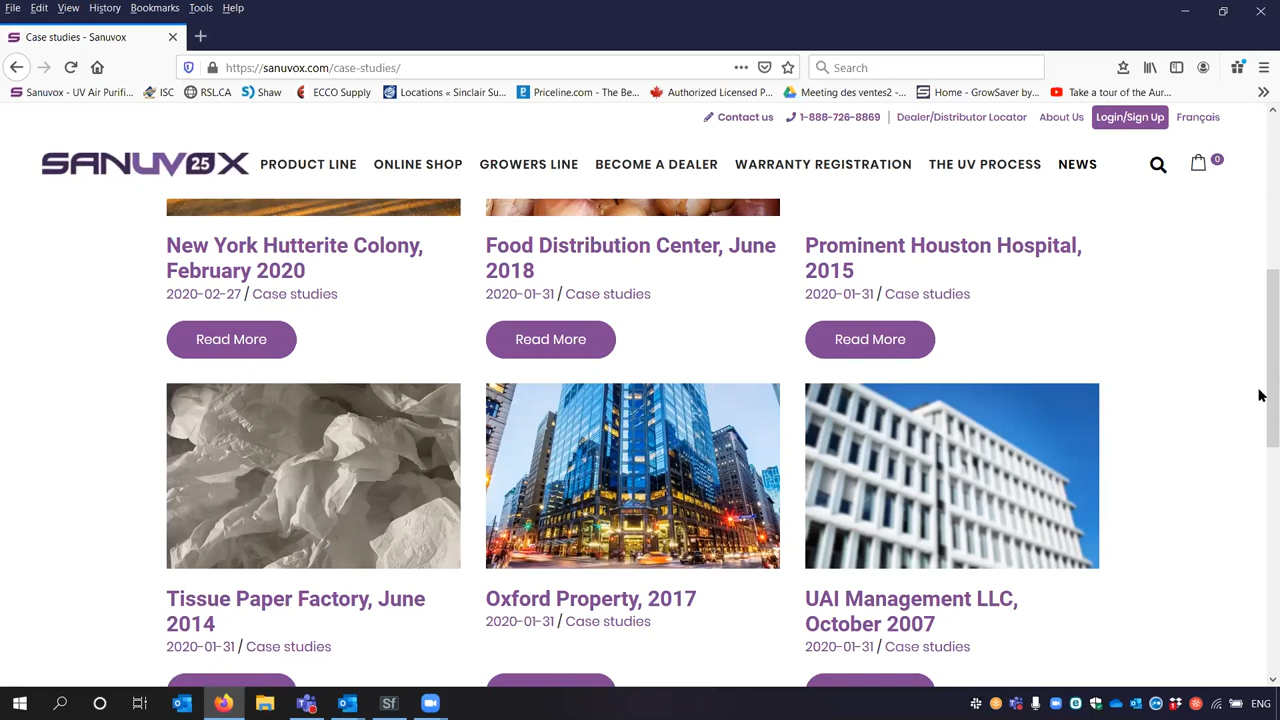 File Edit View History Bookmarks Tools Help
Case studies - Sanuvox
https://sanuvox.com/case-studies/
Search
Sanuvox - UV Air Purifi... ISC RSL.CA Shaw ECCO Supply Locations « Sinclair Su... Priceline.com - The Be... Authorized Licensed P... Meeting des ventes2 -... Home - GrowSaver by... Take a tour of the Aur...
Contact us 1-888-726-8869 Dealer/Distributor Locator About Us Login/Sign Up Français
SANUVOX 25 PRODUCT LINE ONLINE SHOP GROWERS LINE BECOME A DEALER WARRANTY REGISTRATION THE UV PROCESS NEWS 0
New York Hutterite Colony, February 2020
2020-02-27 / Case studies
Read More
Food Distribution Center, June 2018
2020-01-31 / Case studies
Read More
Prominent Houston Hospital, 2015
2020-01-31 / Case studies
Read More
Tissue Paper Factory, June 2014
2020-01-31 / Case studies
Oxford Property, 2017
2020-01-31 / Case studies
UAI Management LLC, October 2007
2020-01-31 / Case studies
Sf
ENG